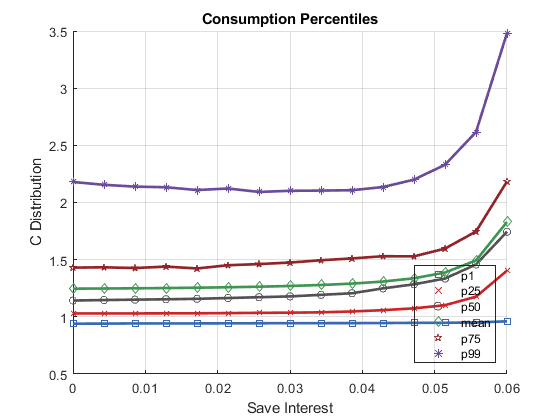 Consumption Percentiles
3.5
3
2.5
2
1.5
1
0.5
C Distribution
p1
p25
p50
mean
p75
p99
0 0.01 0.02 0.03 0.04 0.05 0.06
Save Interest